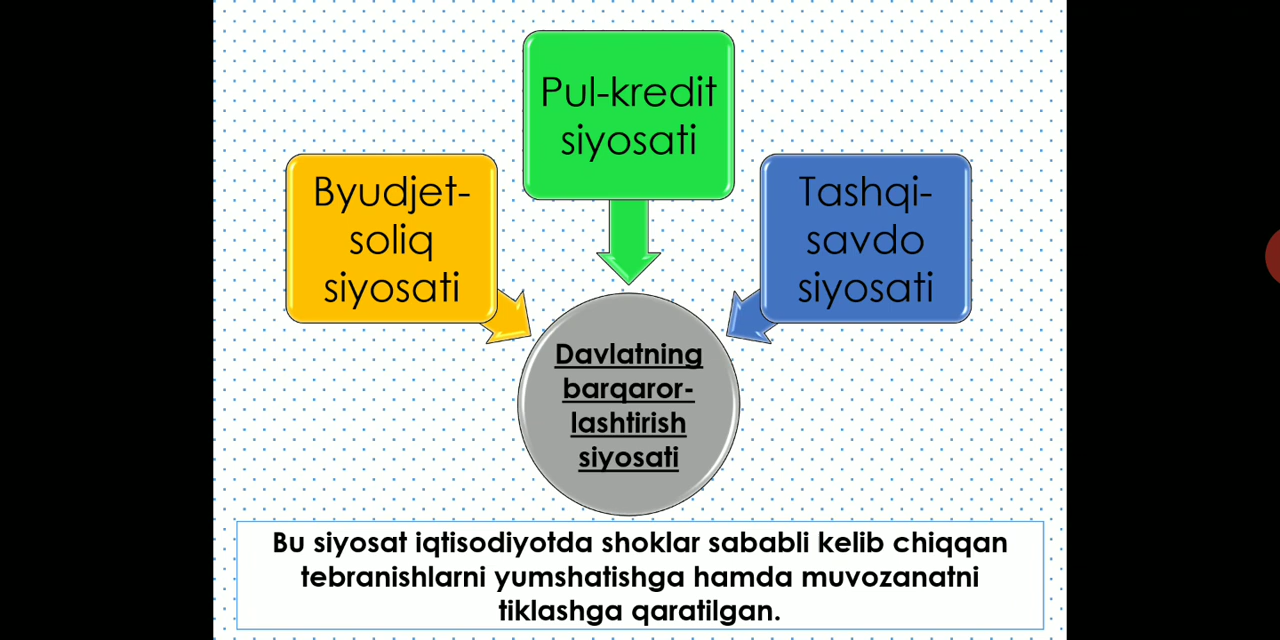 Pul-kredit
siyosati
Byudjet-
soliq
siyosati
Tashqi-
savdo
siyosati
Davlatning
barqaror-
lashtirish
siyosati
Bu siyosat iqtisodiyotda shoklar sababli kelib chiqqan
tebranishlarni yumshatishga hamda muvozanatni
tiklashga qaratilgan.